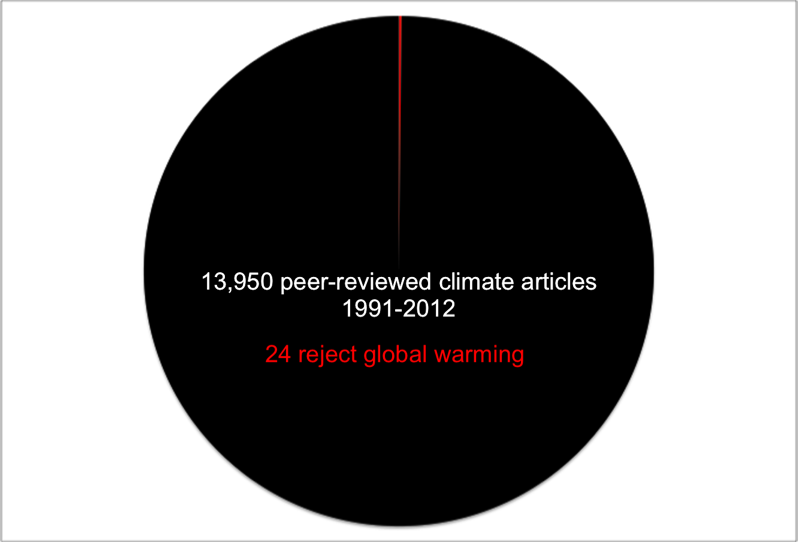 13,950 peer-reviewed climate articles
1991-2012
24 reject global warming